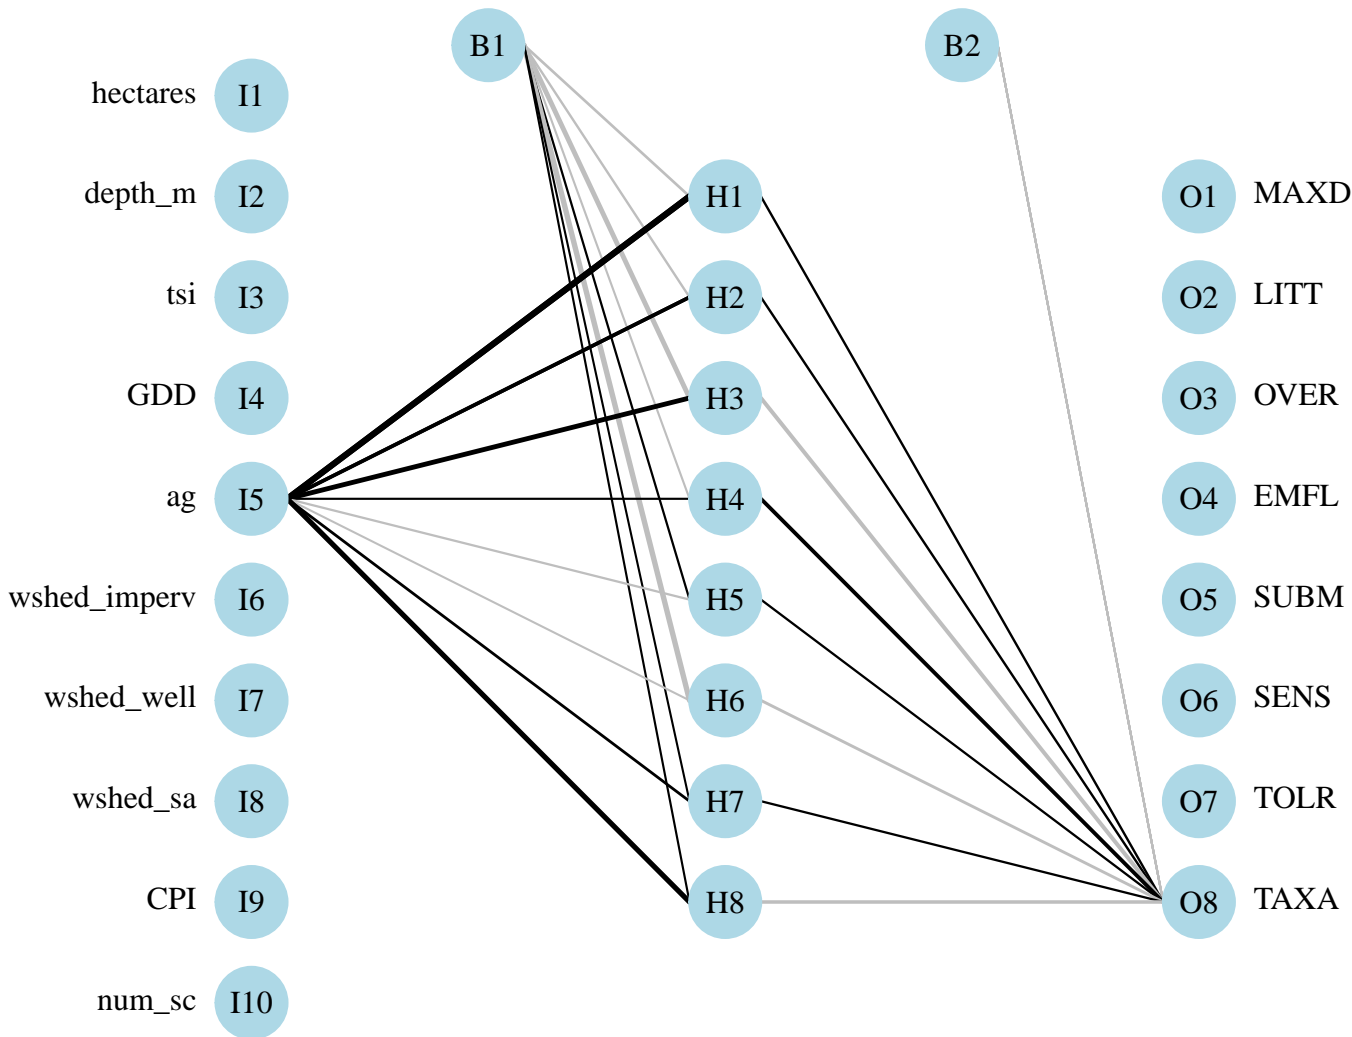 B1 B2
hectares I1
depth_m I2 H1 O1 MAXD
tsi I3 H2 O2 LITT
GDD I4 H3 O3 OVER
ag I5 H4 O4 EMFL
wshed_imperv I6 H5 O5 SUBM
wshed_well I7 H6 O6 SENS
wshed_sa I8 H7 O7 TOLR
CPI I9 H8 O8 TAXA
num_sc I10